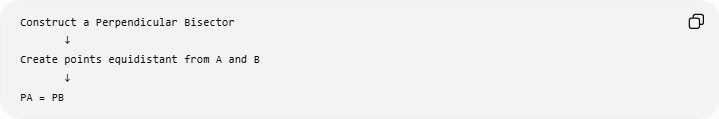 Construct a Perpendicular Bisector
↓
Create points equidistant from A and B
↓
PA = PB